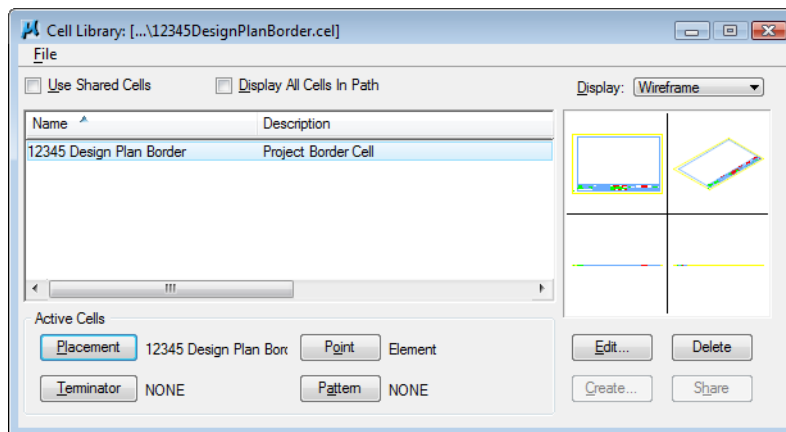 Cell Library: [...\12345DesignPlanBorder.cel]
File
Use Shared Cells Display All Cells In Path Display: Wireframe
Name Description
12345 Design Plan Border Project Border Cell
Active Cells
Placement 12345 Design Plan Bor Point Element Edit... Delete
Terminator NONE Pattern NONE Create... Share